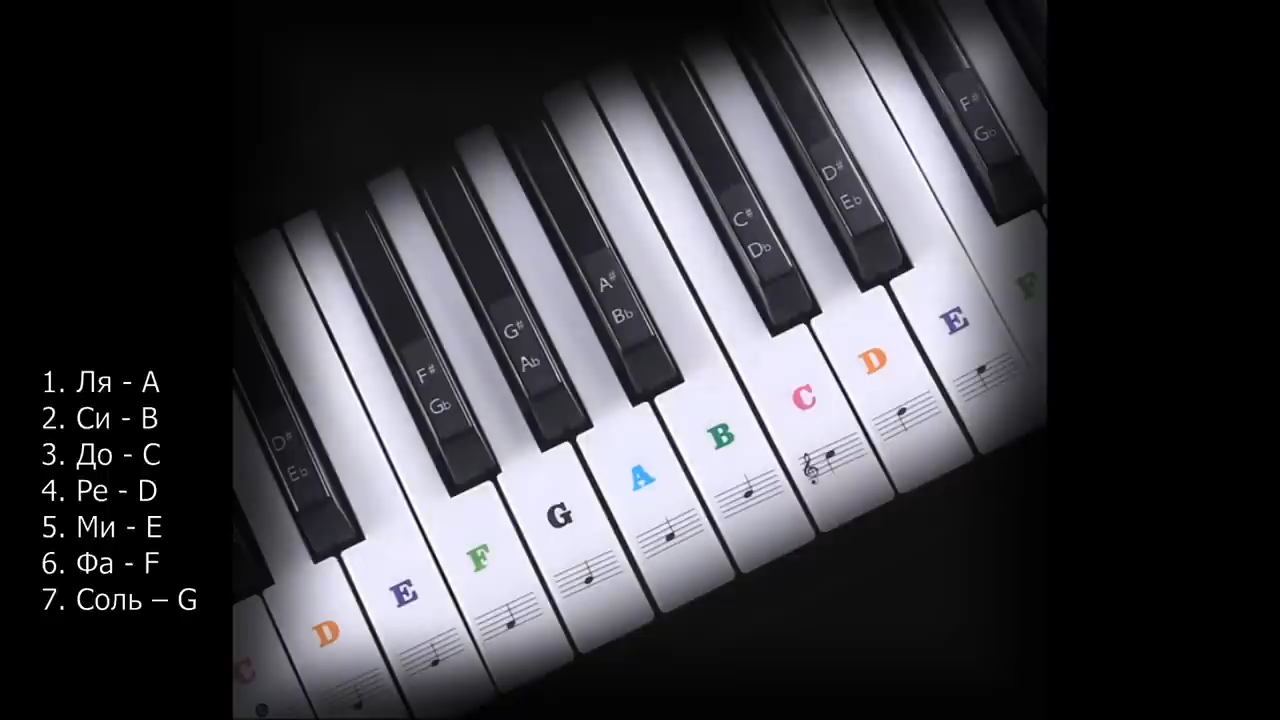 1. Ля - A
2. Си - B
3. До - C
4. Ре - D
5. Ми - E
6. Фа - F
7. Соль – G
D#
Eb
F#
Gb
G#
Ab
A#
Bb
C#
Db
D#
Eb
F#
Gb
C
D
E
F
G
A
B
C
D
E
F